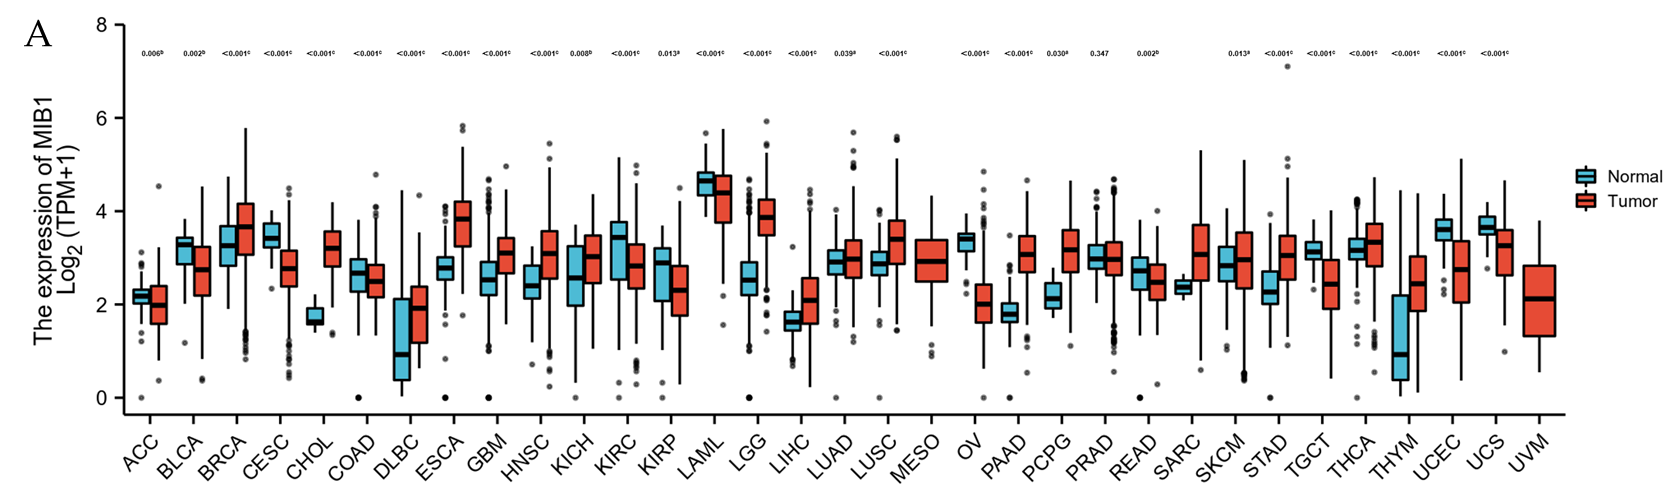 A
The expression of MIB1
Log2 (TPM+1)
8
6
4
2
0
0.006b 0.002b <0.001c <0.001c <0.001c <0.001c <0.001c <0.001c <0.001c <0.001c 0.008b <0.001c 0.013a <0.001c <0.001c <0.001c 0.039a <0.001c <0.001c <0.001c 0.030a 0.347 0.002b 0.013a <0.001c <0.001c <0.001c <0.001c <0.001c <0.001c
Normal
Tumor
ACC BLCA BRCA CESC CHOL COAD DLBC ESCA GBM HNSC KICH KIRC KIRP LAML LGG LIHC LUAD LUSC MESO OV PAAD PCPG PRAD READ SARC SKCM STAD TGCT THCA THYM UCEC UCS UVM